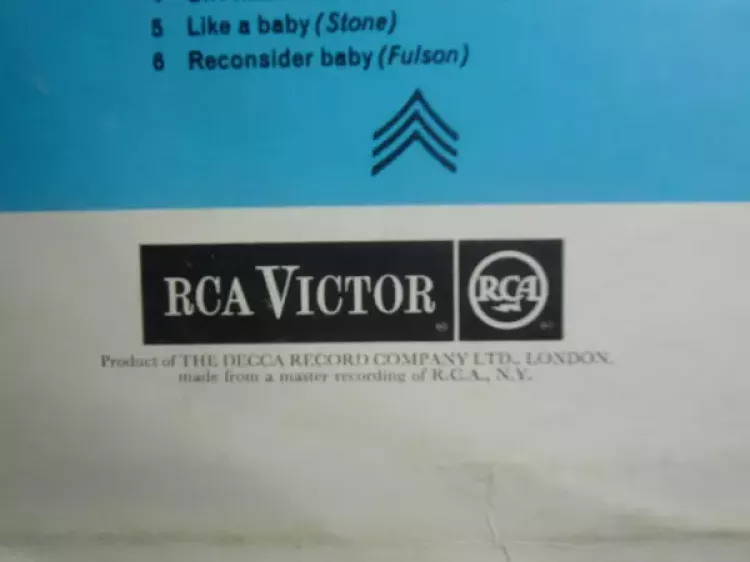 5 Like a baby (Stone)
6 Reconsider baby (Fulson)
RCA VICTOR
RCA
Product of THE DECCA RECORD COMPANY LTD., LONDON.
made from a master recording of R.C.A., N.Y.